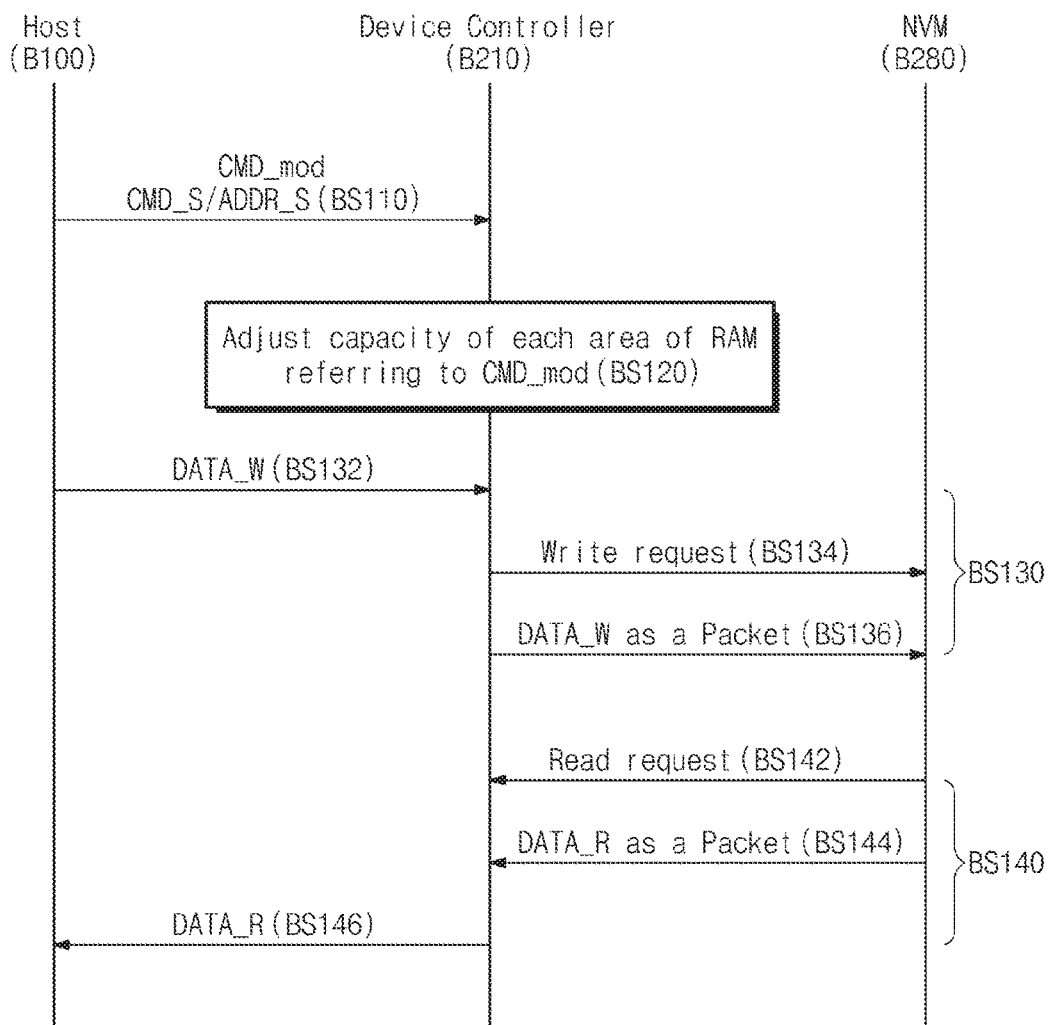 Host
(B100)
Device Controller
(B210)
NVM
(B280)
CMD_mod
CMD_S/ADDR_S(BS110)
Adjust capacity of each area of RAM
referring to CMD_mod(BS120)
DATA_W(BS132)
Write request(BS134)
BS130
DATA_W as a Packet(BS136)
Read request(BS142)
DATA_R as a Packet(BS144)
BS140
DATA_R(BS146)